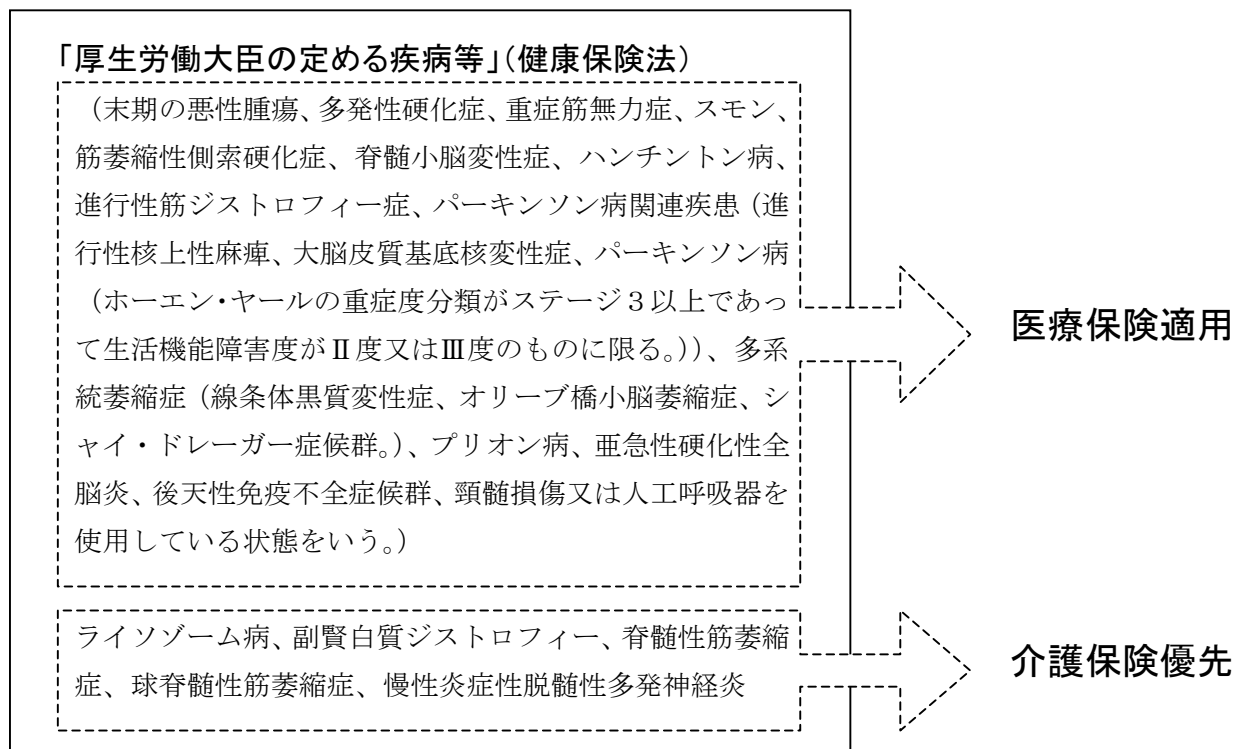 「厚生労働大臣の定める疾病等」(健康保険法)
(末期の悪性腫瘍、多発性硬化症、重症筋無力症、スモン、
筋萎縮性側索硬化症、脊髄小脳変性症、ハンチントン病、
進行性筋ジストロフィー症、パーキンソン病関連疾患(進
行性核上性麻痺、大脳皮質基底核変性症、パーキンソン病
(ホーエン・ヤールの重症度分類がステージ3以上であっ
て生活機能障害度がⅡ度又はⅢ度のものに限る。))、多系
統萎縮症(線条体黒質変性症、オリーブ橋小脳萎縮症、シ
ャイ・ドレーガー症候群。)、プリオン病、亜急性硬化性全
脳炎、後天性免疫不全症候群、頸髄損傷又は人工呼吸器を
使用している状態をいう。)
医療保険適用
ライソゾーム病、副賢白質ジストロフィー、脊髄性筋萎縮
症、球脊髄性筋萎縮症、慢性炎症性脱髄性多発神経炎
介護保険優先